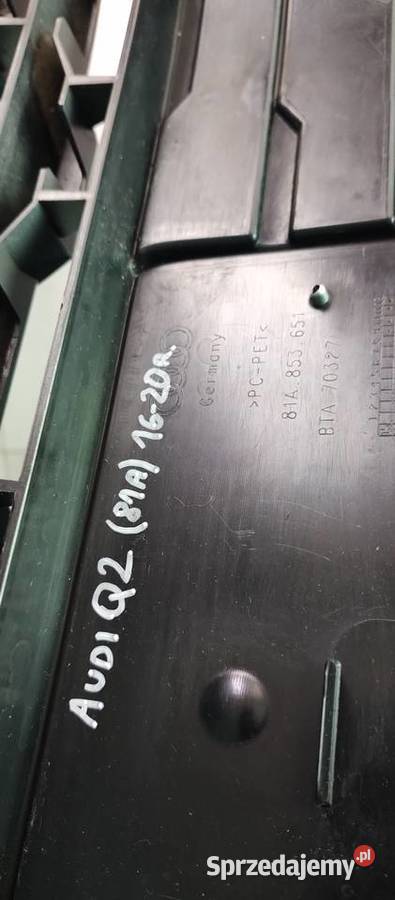 AUDI Q2 (81A) 16-20R.
Germany
>PC-PET<
81A.853.651
BTA 70327
Sprzedajemy.pl